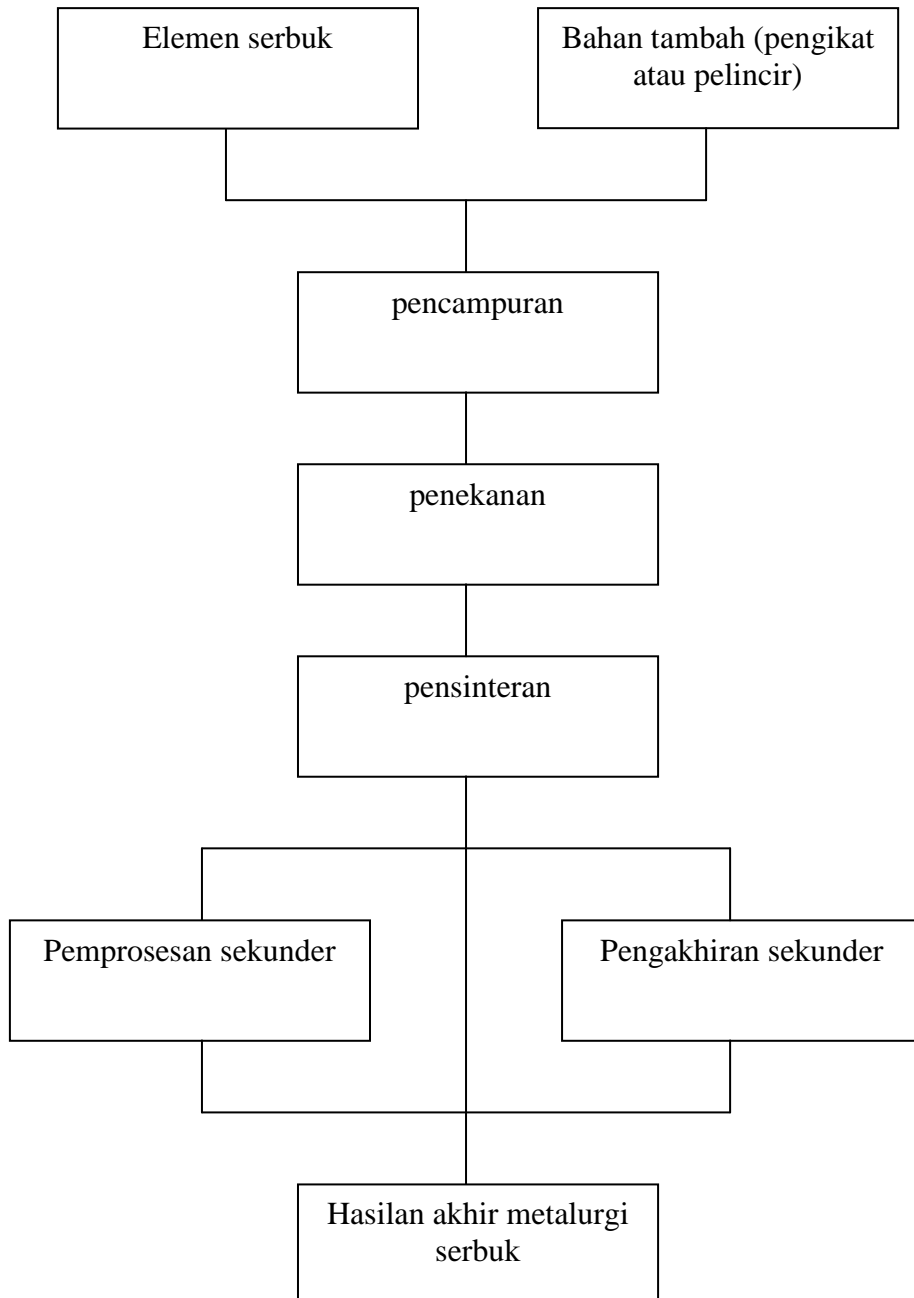 Elemen serbuk
Bahan tambah (pengikat
atau pelincir)
pencampuran
penekanan
pensinteran
Pemprosesan sekunder
Pengakhiran sekunder
Hasilan akhir metalurgi
serbuk